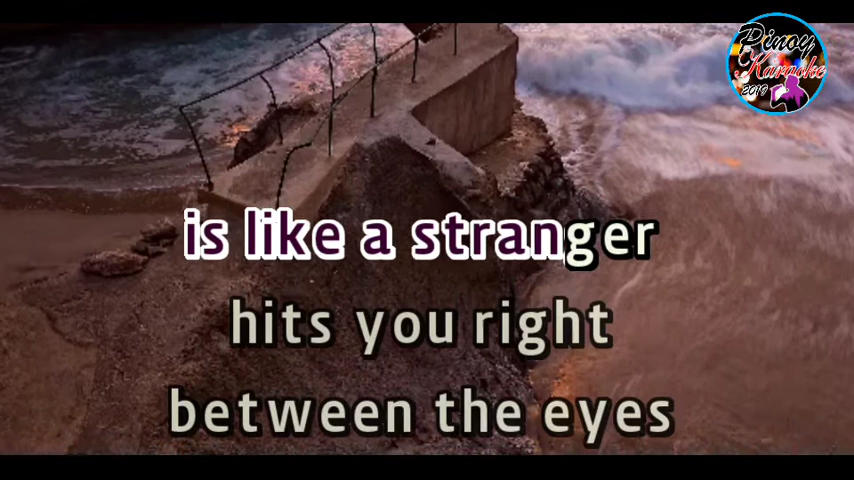 Pinoy
Karaoke
2019
is like a stranger
hits you right
between the eyes